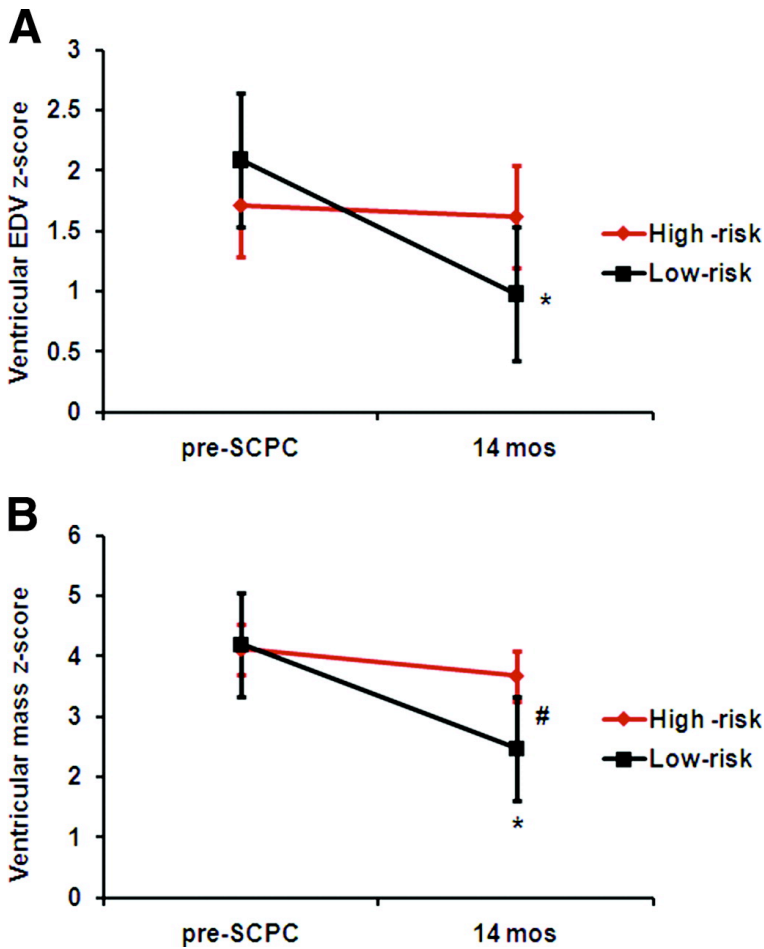 A
Ventricular EDV z-score
3
2.5
2
1.5
1
0.5
0
*
pre-SCPC
14 mos
High -risk
Low-risk
B
Ventricular mass z-score
6
5
4
3
2
1
0
#
*
pre-SCPC
14 mos
High -risk
Low-risk